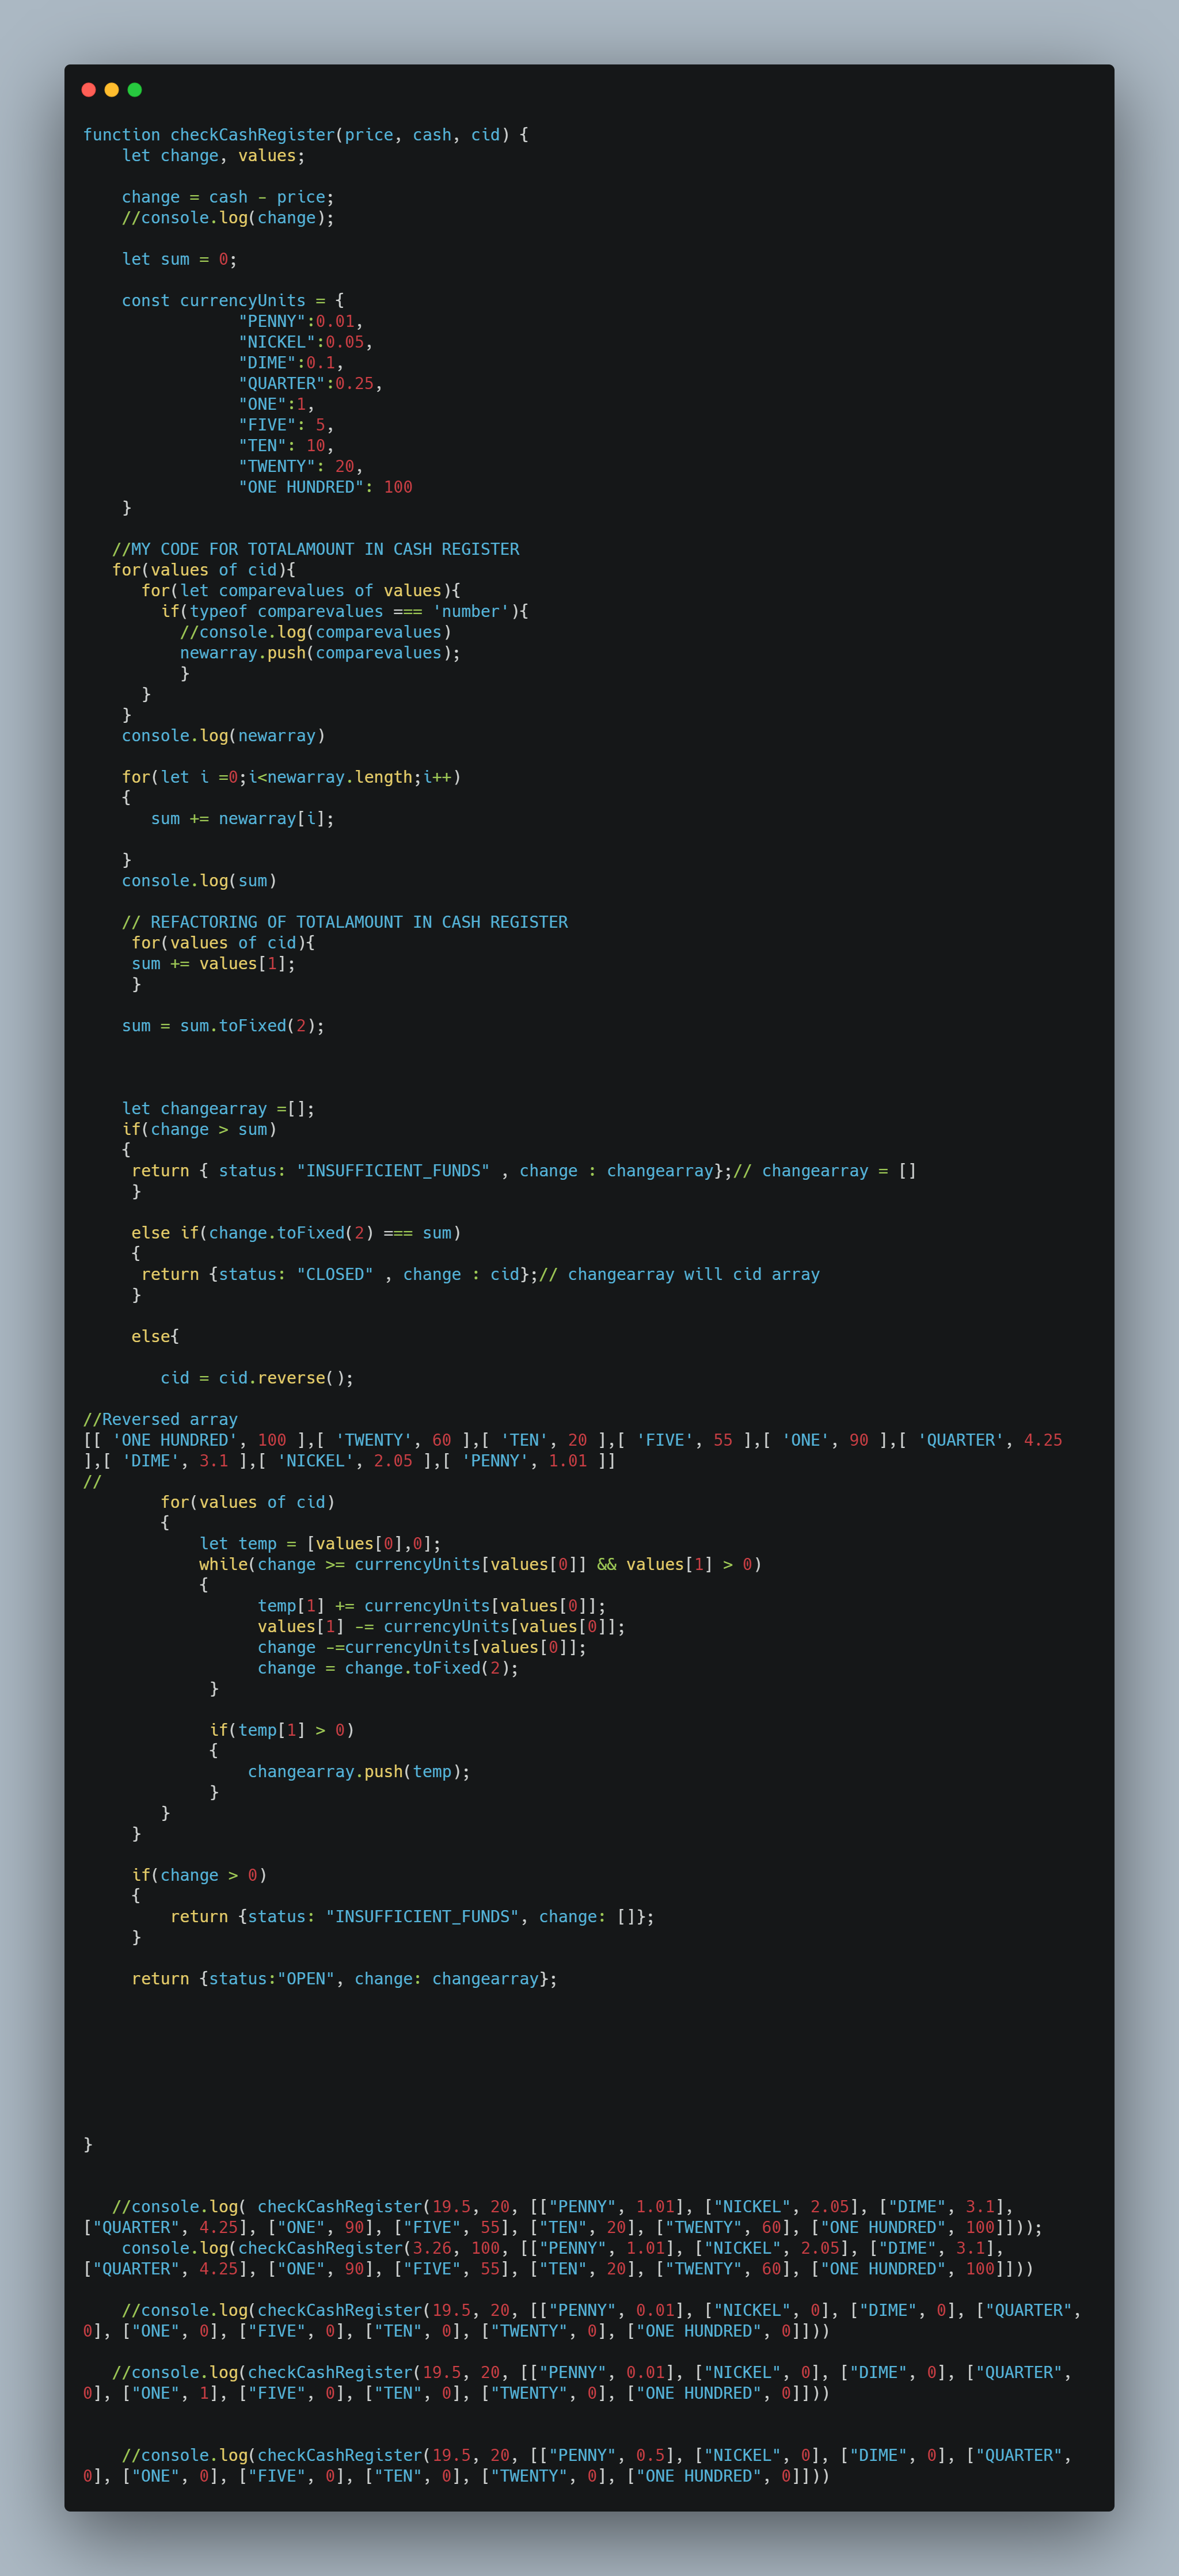 function checkCashRegister(price, cash, cid) {
    let change, values;

    change = cash - price;
    //console.log(change);

    let sum = 0;

    const currencyUnits = {
                "PENNY":0.01,
                "NICKEL":0.05,
                "DIME":0.1,
                "QUARTER":0.25,
                "ONE":1,
                "FIVE": 5,
                "TEN": 10,
                "TWENTY": 20,
                "ONE HUNDRED": 100
    }

   //MY CODE FOR TOTALAMOUNT IN CASH REGISTER
   for(values of cid){
      for(let comparevalues of values){
        if(typeof comparevalues === 'number'){
          //console.log(comparevalues)
          newarray.push(comparevalues);
          }
      }
    }
    console.log(newarray)

    for(let i =0;i<newarray.length;i++)
    {
       sum += newarray[i];

    }
    console.log(sum)

    // REFACTORING OF TOTALAMOUNT IN CASH REGISTER
     for(values of cid){
     sum += values[1];
     }

    sum = sum.toFixed(2);

    let changearray =[];
    if(change > sum)
    {
     return { status: "INSUFFICIENT_FUNDS" , change : changearray};// changearray = []
     }

     else if(change.toFixed(2) === sum)
     {
      return {status: "CLOSED" , change : cid};// changearray will cid array
     }

     else{

        cid = cid.reverse();

//Reversed array
[[ 'ONE HUNDRED', 100 ],[ 'TWENTY', 60 ],[ 'TEN', 20 ],[ 'FIVE', 55 ],[ 'ONE', 90 ],[ 'QUARTER', 4.25
],[ 'DIME', 3.1 ],[ 'NICKEL', 2.05 ],[ 'PENNY', 1.01 ]]
//
        for(values of cid)
        {
            let temp = [values[0],0];
            while(change >= currencyUnits[values[0]] && values[1] > 0)
            {
                  temp[1] += currencyUnits[values[0]];
                  values[1] -= currencyUnits[values[0]];
                  change -=currencyUnits[values[0]];
                  change = change.toFixed(2);
             }

             if(temp[1] > 0)
             {
                 changearray.push(temp);
             }
        }
     }

     if(change > 0)
     {
         return {status: "INSUFFICIENT_FUNDS", change: []};
     }

     return {status:"OPEN", change: changearray};

}

   //console.log( checkCashRegister(19.5, 20, [["PENNY", 1.01], ["NICKEL", 2.05], ["DIME", 3.1],
["QUARTER", 4.25], ["ONE", 90], ["FIVE", 55], ["TEN", 20], ["TWENTY", 60], ["ONE HUNDRED", 100]]));
    console.log(checkCashRegister(3.26, 100, [["PENNY", 1.01], ["NICKEL", 2.05], ["DIME", 3.1],
["QUARTER", 4.25], ["ONE", 90], ["FIVE", 55], ["TEN", 20], ["TWENTY", 60], ["ONE HUNDRED", 100]]))

    //console.log(checkCashRegister(19.5, 20, [["PENNY", 0.01], ["NICKEL", 0], ["DIME", 0], ["QUARTER",
0], ["ONE", 0], ["FIVE", 0], ["TEN", 0], ["TWENTY", 0], ["ONE HUNDRED", 0]]))

   //console.log(checkCashRegister(19.5, 20, [["PENNY", 0.01], ["NICKEL", 0], ["DIME", 0], ["QUARTER",
0], ["ONE", 1], ["FIVE", 0], ["TEN", 0], ["TWENTY", 0], ["ONE HUNDRED", 0]]))

    //console.log(checkCashRegister(19.5, 20, [["PENNY", 0.5], ["NICKEL", 0], ["DIME", 0], ["QUARTER",
0], ["ONE", 0], ["FIVE", 0], ["TEN", 0], ["TWENTY", 0], ["ONE HUNDRED", 0]]))